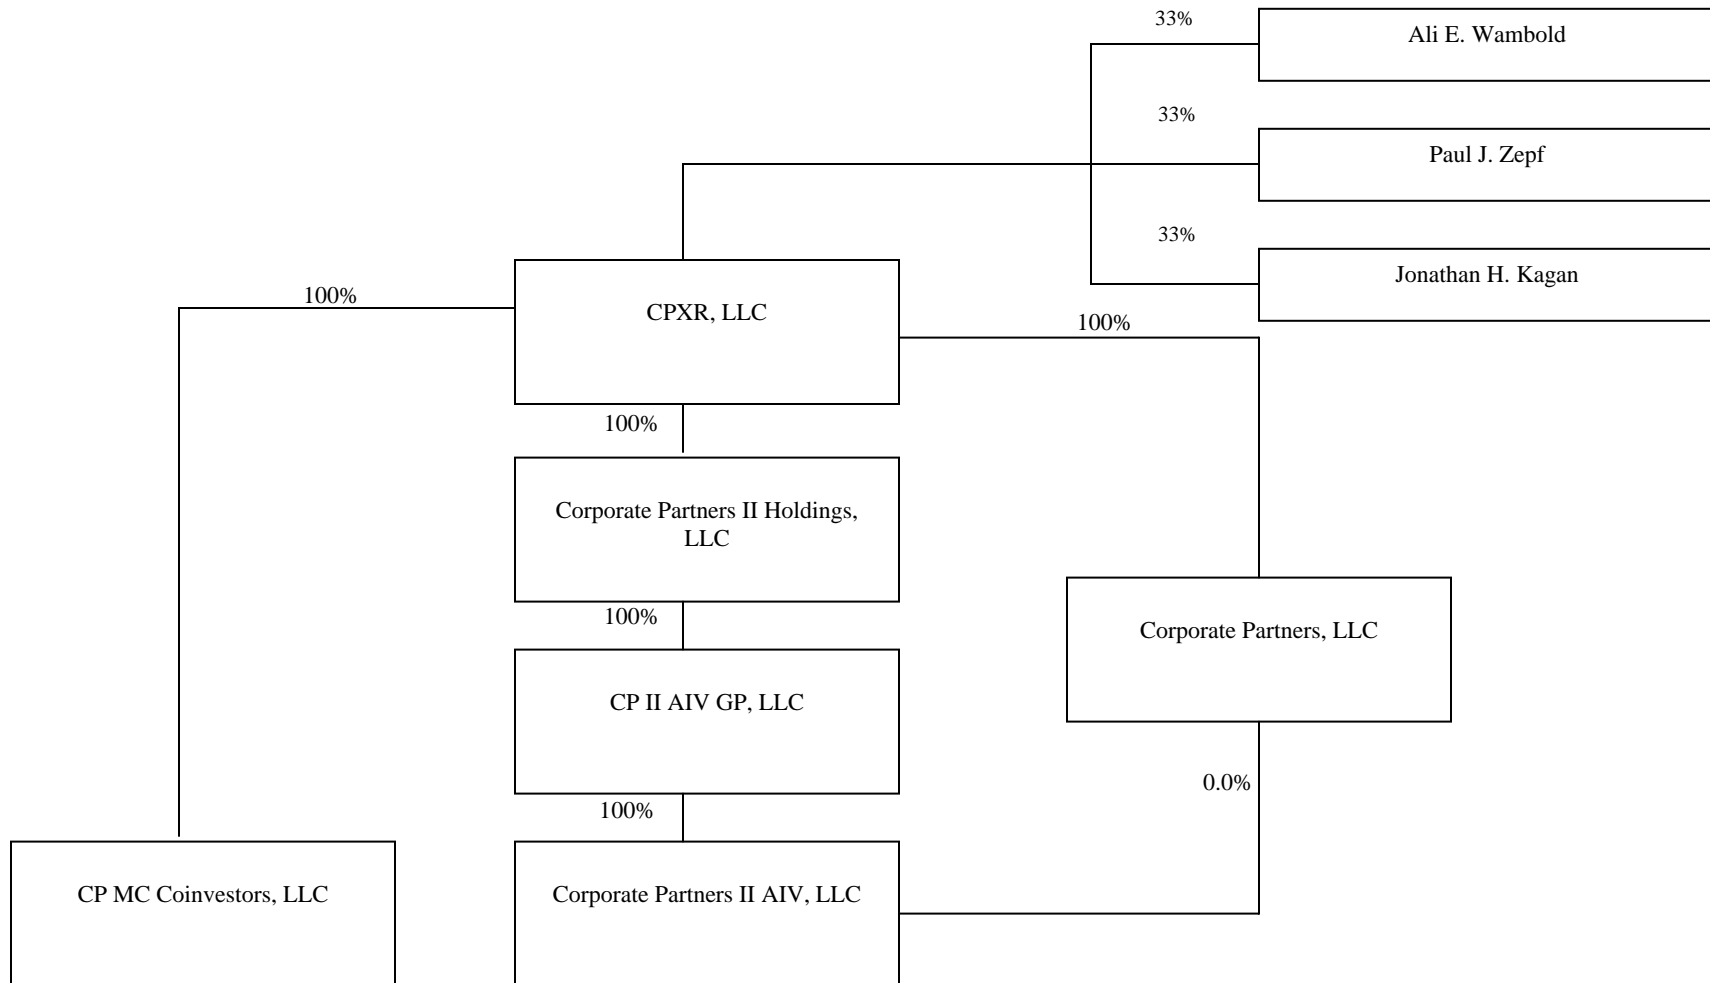 33%
Ali E. Wambold
33%
Paul J. Zepf
33%
Jonathan H. Kagan
100%
CPXR, LLC
100%
100%
Corporate Partners II Holdings,
LLC
100%
Corporate Partners, LLC
CP II AIV GP, LLC
0.0%
100%
CP MC Coinvestors, LLC
Corporate Partners II AIV, LLC